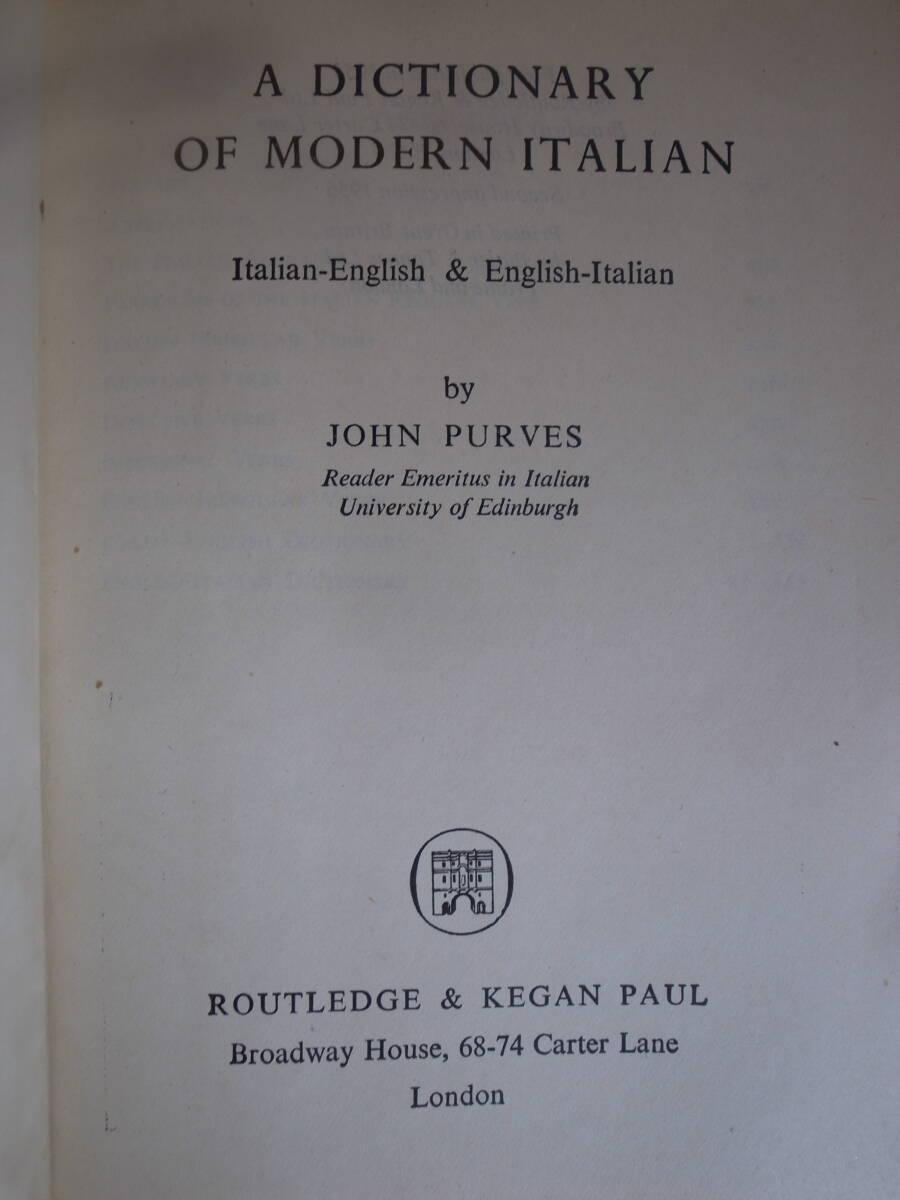 A DICTIONARY
OF MODERN ITALIAN
Italian-English & English-Italian
by
JOHN PURVES
Reader Emeritus in Italian
University of Edinburgh
ROUTLEDGE & KEGAN PAUL
Broadway House, 68-74 Carter Lane
London